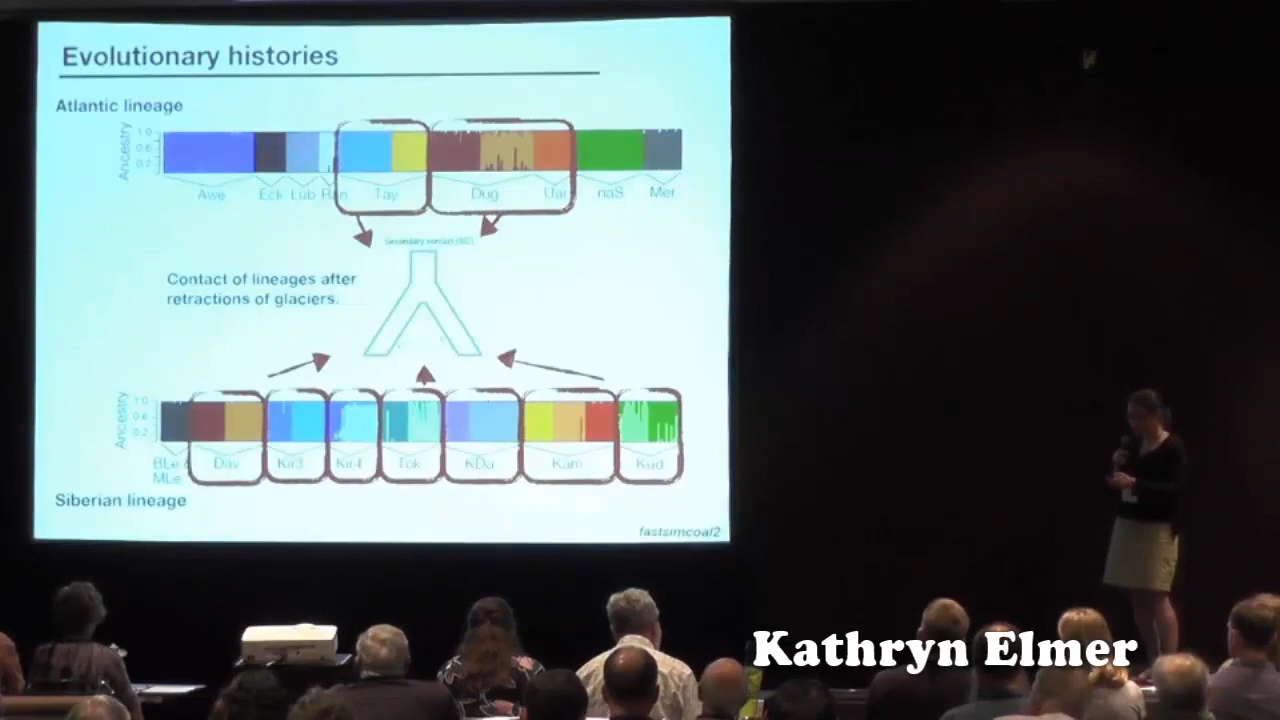 Evolutionary histories
Atlantic lineage
Ancestry
1.0
0.6
0.2
Awe Eck Lub Ran Tay Dug Uai naS Mer
Secondary contact (SC)
Contact of lineages after
retractions of glaciers.
Ancestry
1.0
0.6
0.2
BLe Dav Kir3 Kir4 Tok KDa Kam Kud
MLe
Siberian lineage
fastsimcoal2
Kathryn Elmer